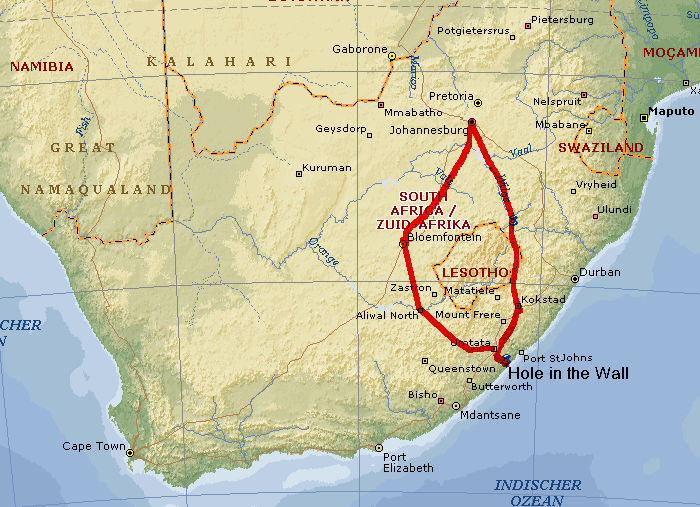 Pietersburg
Potgietersrus
Gaborone
MOÇAM
NAMIBIA
KALAHARI
Marico
Pretoria
Nelspruit
Mmabatho
Maputo
Fish
Geysdorp
Johannesburg
Mbabane
GREAT
Vaal
SWAZILAND
Kuruman
NAMAQUALAND
Vryheid
SOUTH
AFRICA /
ZUID-AFRIKA
Ulundi
Bloemfontein
Orange
LESOTHO
Durban
Zastron
Matatiele
Kokstad
Aliwal North
Mount Frere
ISCHER
N
Umtata
Port St Johns
Queenstown
Hole in the Wall
Butterworth
Bisho
Mdantsane
Cape Town
Port
Elizabeth
INDISCHER
OZEAN